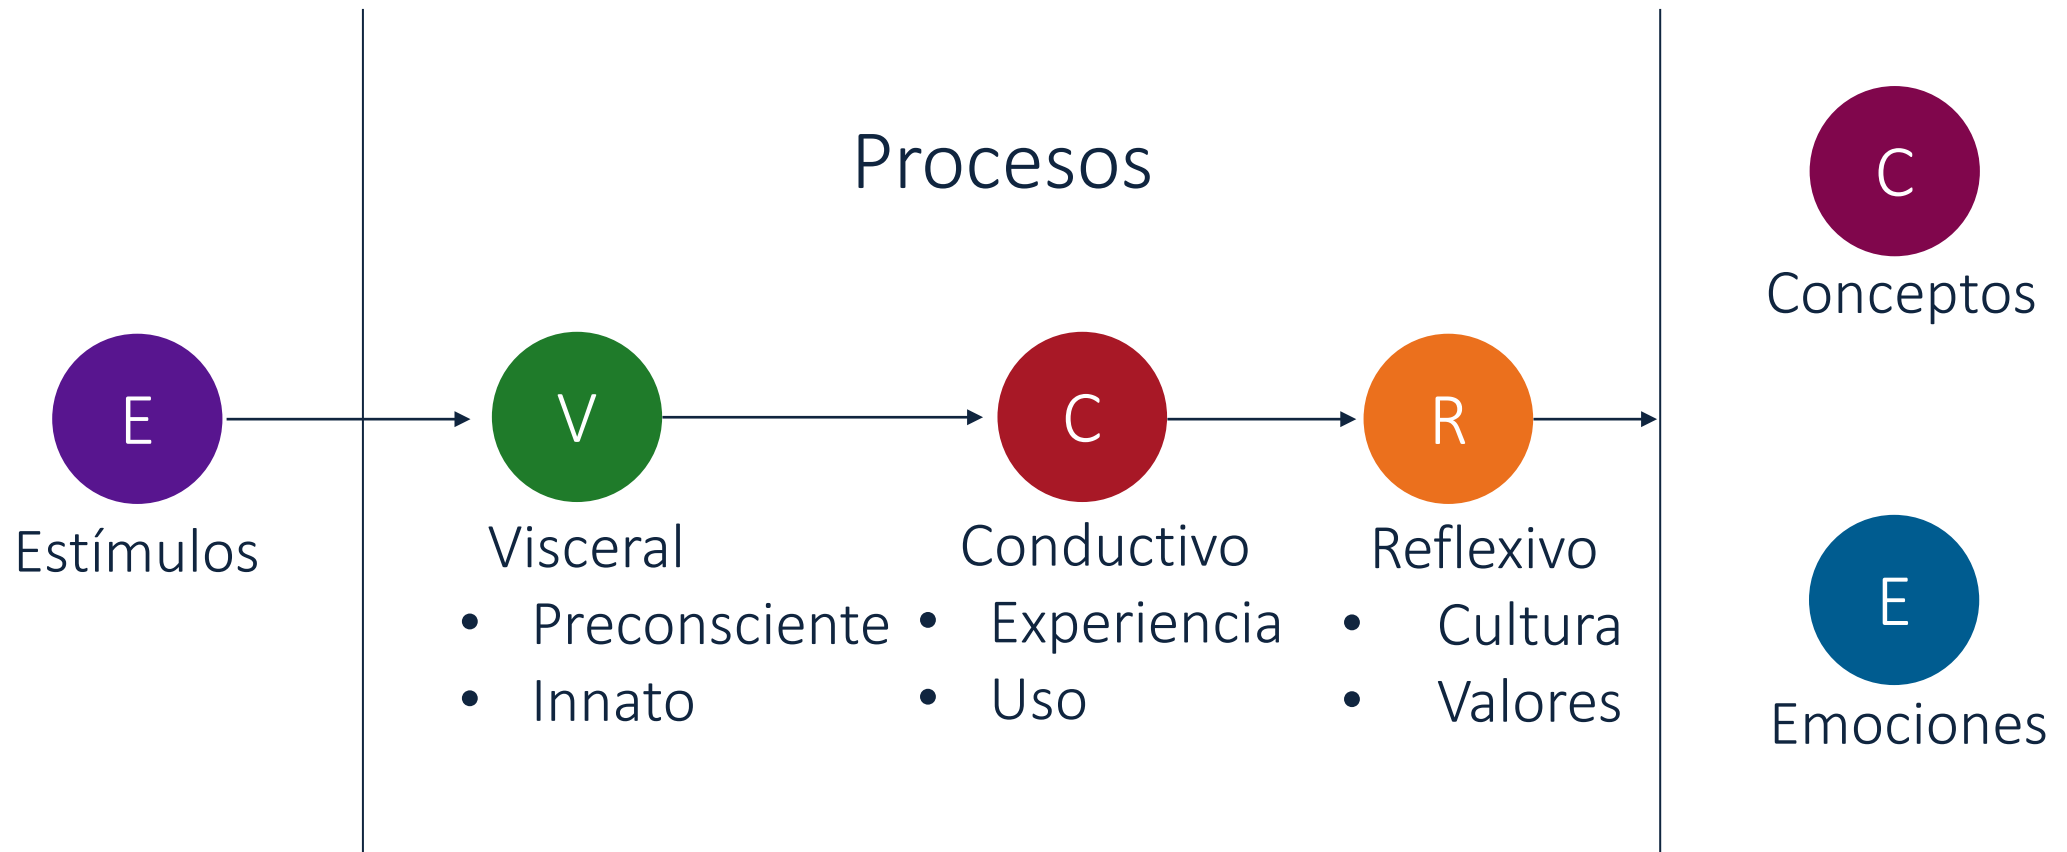 Procesos
E
Estímulos
V
Visceral
• Preconsciente
• Innato
C
Conductivo
• Experiencia
• Uso
R
Reflexivo
• Cultura
• Valores
C
Conceptos
E
Emociones